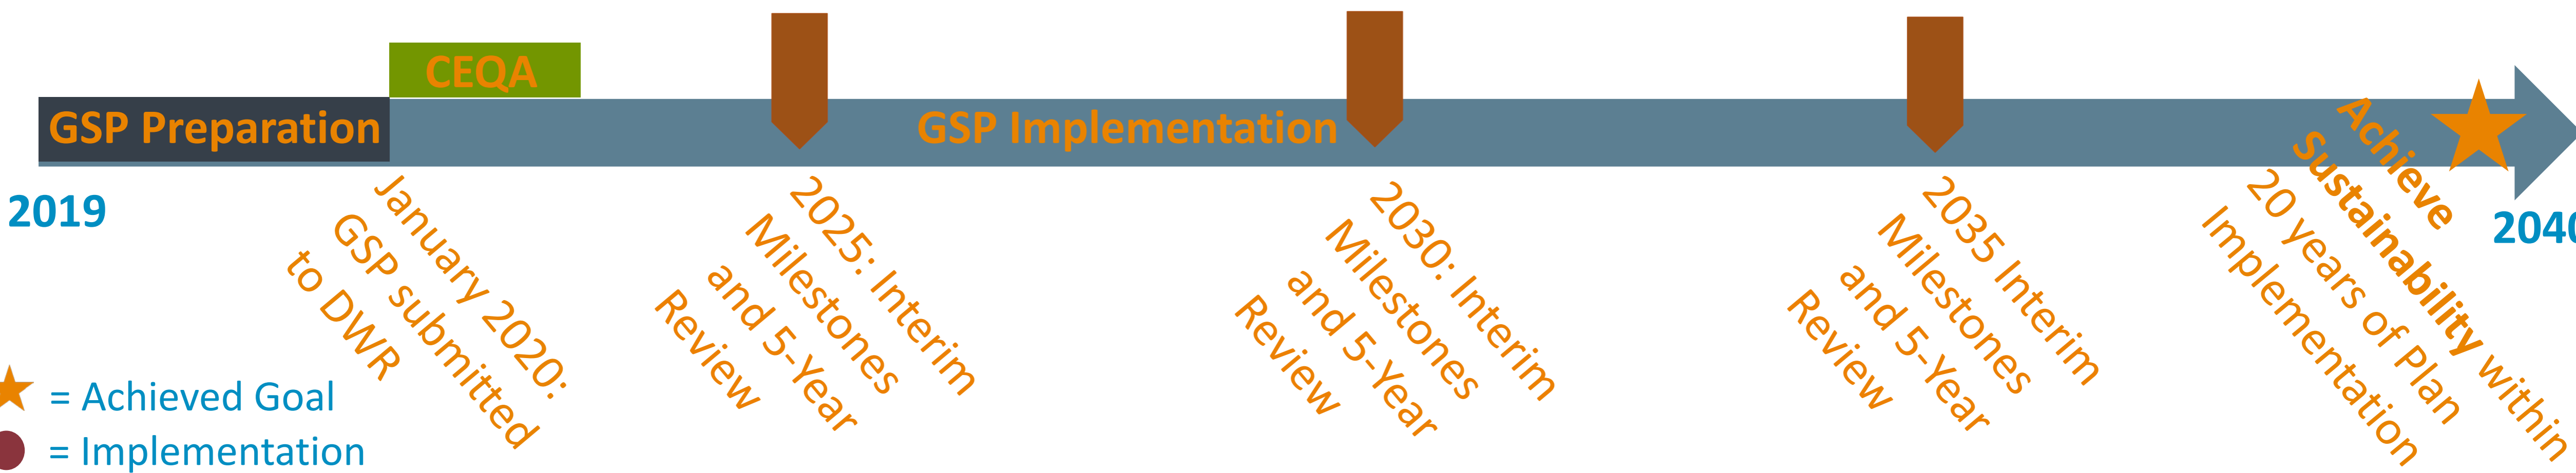 CEQA
GSP Preparation
GSP Implementation
2019
January 2020:
GSP submitted
to DWR
2025: Interim
Milestones
and 5-Year
Review
2030: Interim
Milestones
and 5-Year
Review
2035 Interim
Milestones
and 5-Year
Review
Achieve
Sustainability within
20 years of Plan
Implementation
2040
= Achieved Goal
= Implementation